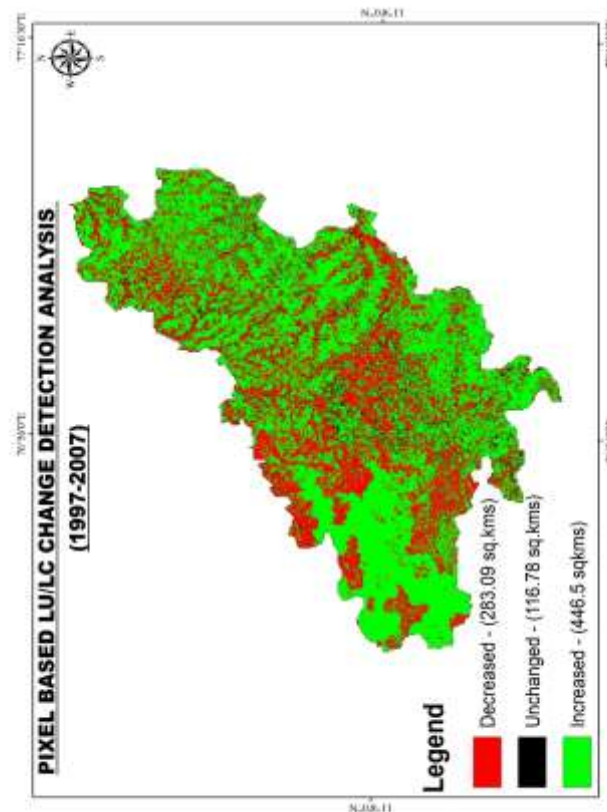 PIXEL BASED LU/LC CHANGE DETECTION ANALYSIS
(1997-2007)
N
E
S
W
Legend
Decreased - (283.09 sq.kms)
Unchanged - (116.78 sq.kms)
Increased - (446.5 sqkms)